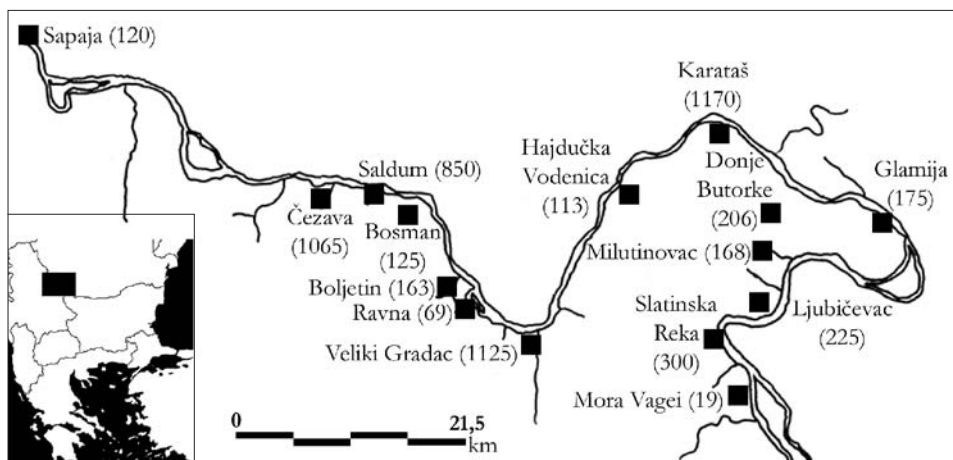 Sapaja (120)
Karataš
(1170)
Hajdučka
Vodenica
(113)
Donje
Butorke
(206)
Glamija
(175)
Saldum (850)
Čezava
(1065)
Bosman
(125)
Milutinovac (168)
Boljetin (163)
Ravna (69)
Slatinska
Reka
(300)
Ljubičevac
(225)
Veliki Gradac (1125)
Mora Vagei (19)
0
21,5
km